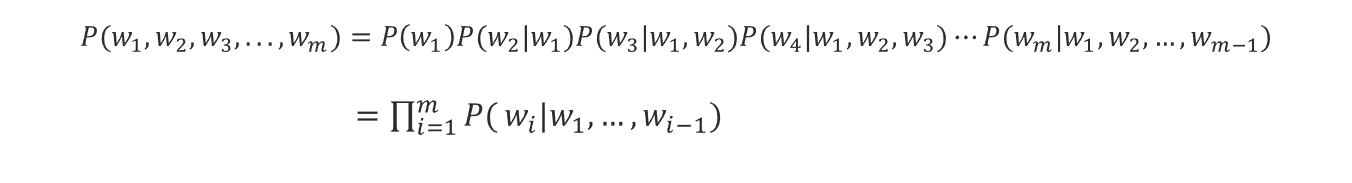 P(w₁, w₂, w₃, . . . , wₘ) = P(w₁)P(w₂|w₁)P(w₃|w₁, w₂)P(w₄|w₁, w₂, w₃) ⋯ P(wₘ|w₁, w₂, … , wₘ₋₁)
= ∏ᵢ₌₁ᵐ P( wᵢ|w₁, … , wᵢ₋₁)